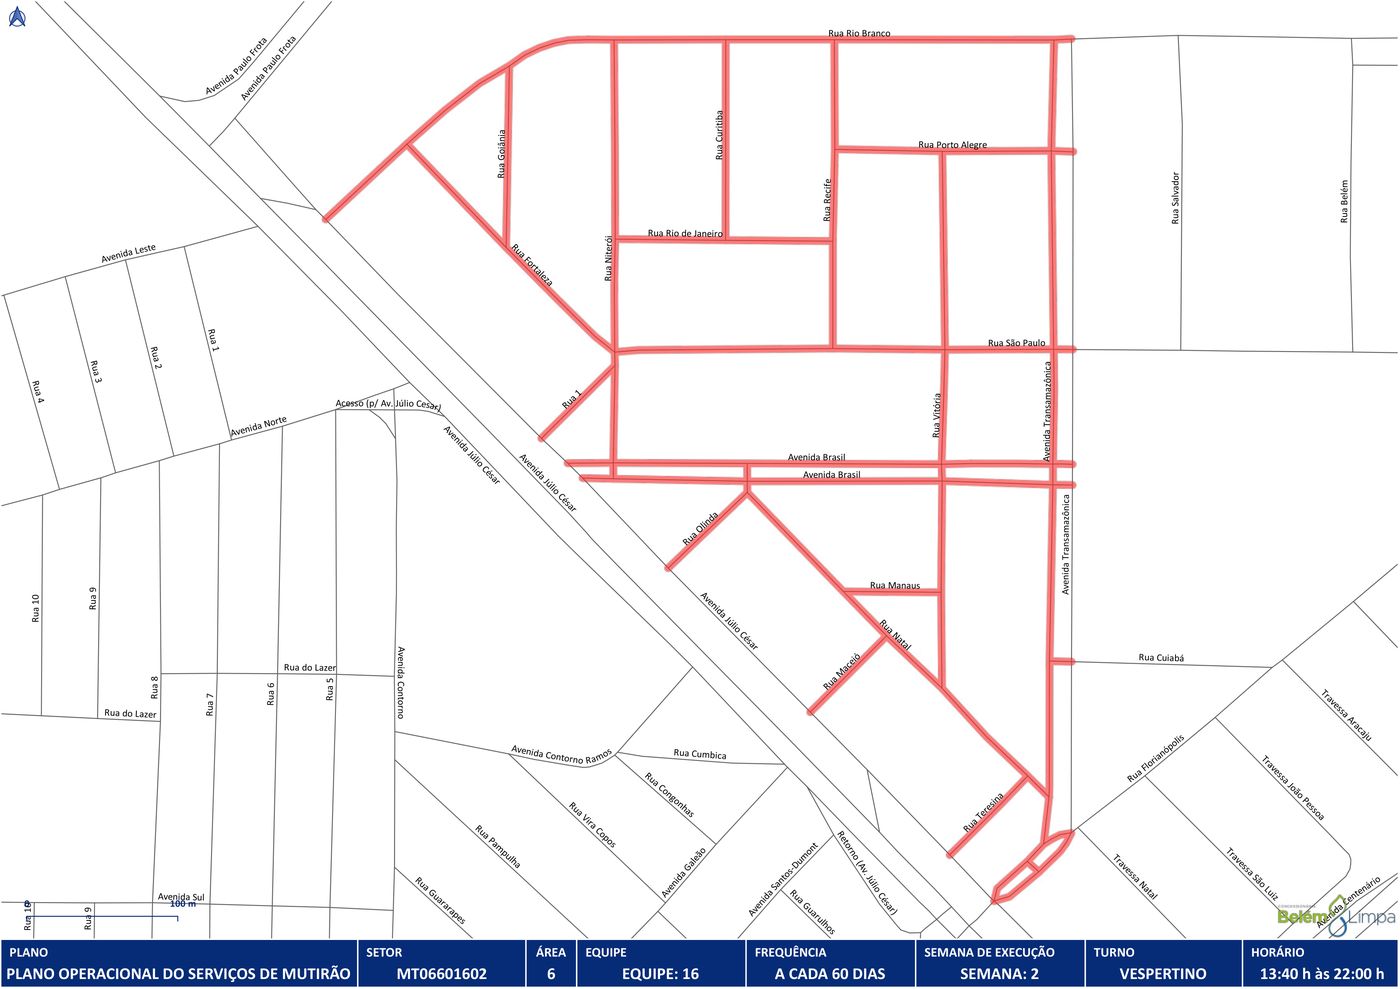 Avenida Paulo Frota
Avenida Paulo Frota
Rua Rio Branco
Rua Goiânia
Rua Curitiba
Rua Porto Alegre
Rua Recife
Rua Salvador
Rua Belém
Rua Rio de Janeiro
Rua Niterói
Rua Fortaleza
Avenida Leste
Rua 1
Rua 2
Rua 3
Rua 4
Rua São Paulo
Rua 1
Rua Vitória
Avenida Transamazônica
Acesso (p/ Av. Júlio Cesar)
Avenida Norte
Avenida Júlio César
Avenida Júlio César
Avenida Brasil
Avenida Brasil
Avenida Transamazônica
Rua Olinda
Rua Manaus
Avenida Júlio César
Rua Natal
Rua Maceió
Rua Cuiabá
Rua 10
Rua 9
Rua do Lazer
Rua do Lazer
Rua 8
Rua 7
Rua 6
Rua 5
Avenida Contorno
Avenida Contorno Ramos
Rua Cumbica
Rua Congonhas
Rua Vira Copos
Rua Pampulha
Rua Guararapes
Avenida Galeão
Avenida Santos-Dumont
Rua Guarulhos
Retorno (Av. Júlio César)
Rua Teresina
Rua Florianópolis
Travessa Aracaju
Travessa João Pessoa
Travessa São Luiz
Travessa Natal
Avenida Centenário
Avenida Sul
Rua 10
Rua 9
0
100 m
Belém Limpa
PLANO
PLANO OPERACIONAL DO SERVIÇOS DE MUTIRÃO
SETOR
MT06601602
ÁREA
6
EQUIPE
EQUIPE: 16
FREQUÊNCIA
A CADA 60 DIAS
SEMANA DE EXECUÇÃO
SEMANA: 2
TURNO
VESPERTINO
HORÁRIO
13:40 h às 22:00 h